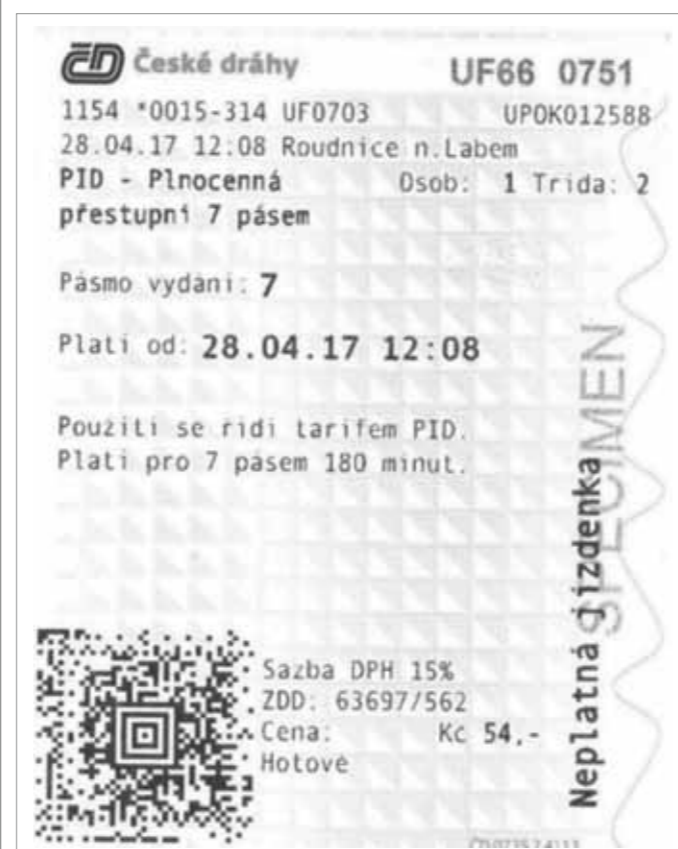 ČD České dráhy
UF66 0751
1154 *0015-314 UF0703 UPOK012588
28.04.17 12:08 Roudnice n.Labem
PID - Plnocenná Osob: 1 Trida: 2
přestupní 7 pásem
Pásmo vydání: 7
Platí od: 28.04.17 12:08
Použití se řídí tarifem PID.
Platí pro 7 pásem 180 minut.
SPECIMEN
Neplatná jízdenka
Sazba DPH 15%
ZDD: 63697/562
Cena: Kc 54,-
Hotově